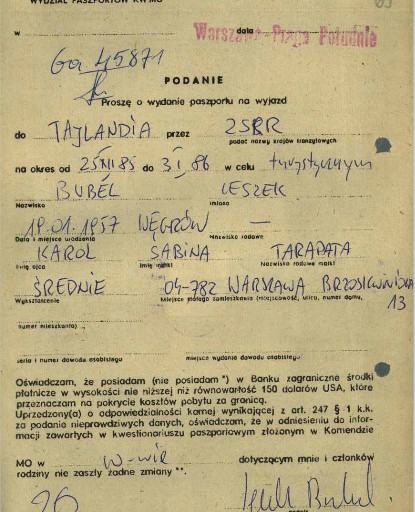 WYDZIAŁ PASZPORTÓW KWMO
w data Warszawa-Praga Południe
Ga 45871
PODANIE
Proszę o wydanie paszportu na wyjazd
do TAJLANDIA przez ZSRR
podać nazwy krajów tranzytowych
na okres od 25 XII 85 do 3 I 86 w celu turystycznym
BUBEL LESZEK
Nazwisko Imiona
19.01.1957 WĘGRÓW —
Data i miejsce urodzenia Nazwisko rodowe
KAROL SABINA TARAPATA
Imię ojca Imię matki Nazwisko rodowe matki
ŚREDNIE 04-782 WARSZAWA
13
Wykształcenie Miejsce stałego zamieszkania (miejscowość, ulica, numer domu,
numer mieszkania)
seria i numer dowodu osobistego miejsce wydania dowodu osobistego
Oświadczam, że posiadam (nie posiadam *) w Banku zagraniczne środki
płatnicze w wysokości nie niższej niż równowartość 150 dolarów USA, które
przeznaczam na pokrycie kosztów pobytu za granicą.
Uprzedzony(a) o odpowiedzialności karnej wynikającej z art. 247 § 1 k.k.
za podanie nieprawdziwych danych, oświadczam, że w odniesieniu do infor-
macji zawartych w kwestionariuszu paszportowym złożonym w Komendzie
MO w W-wie dotyczącym mnie i członków
rodziny nie zaszły żadne zmiany **.